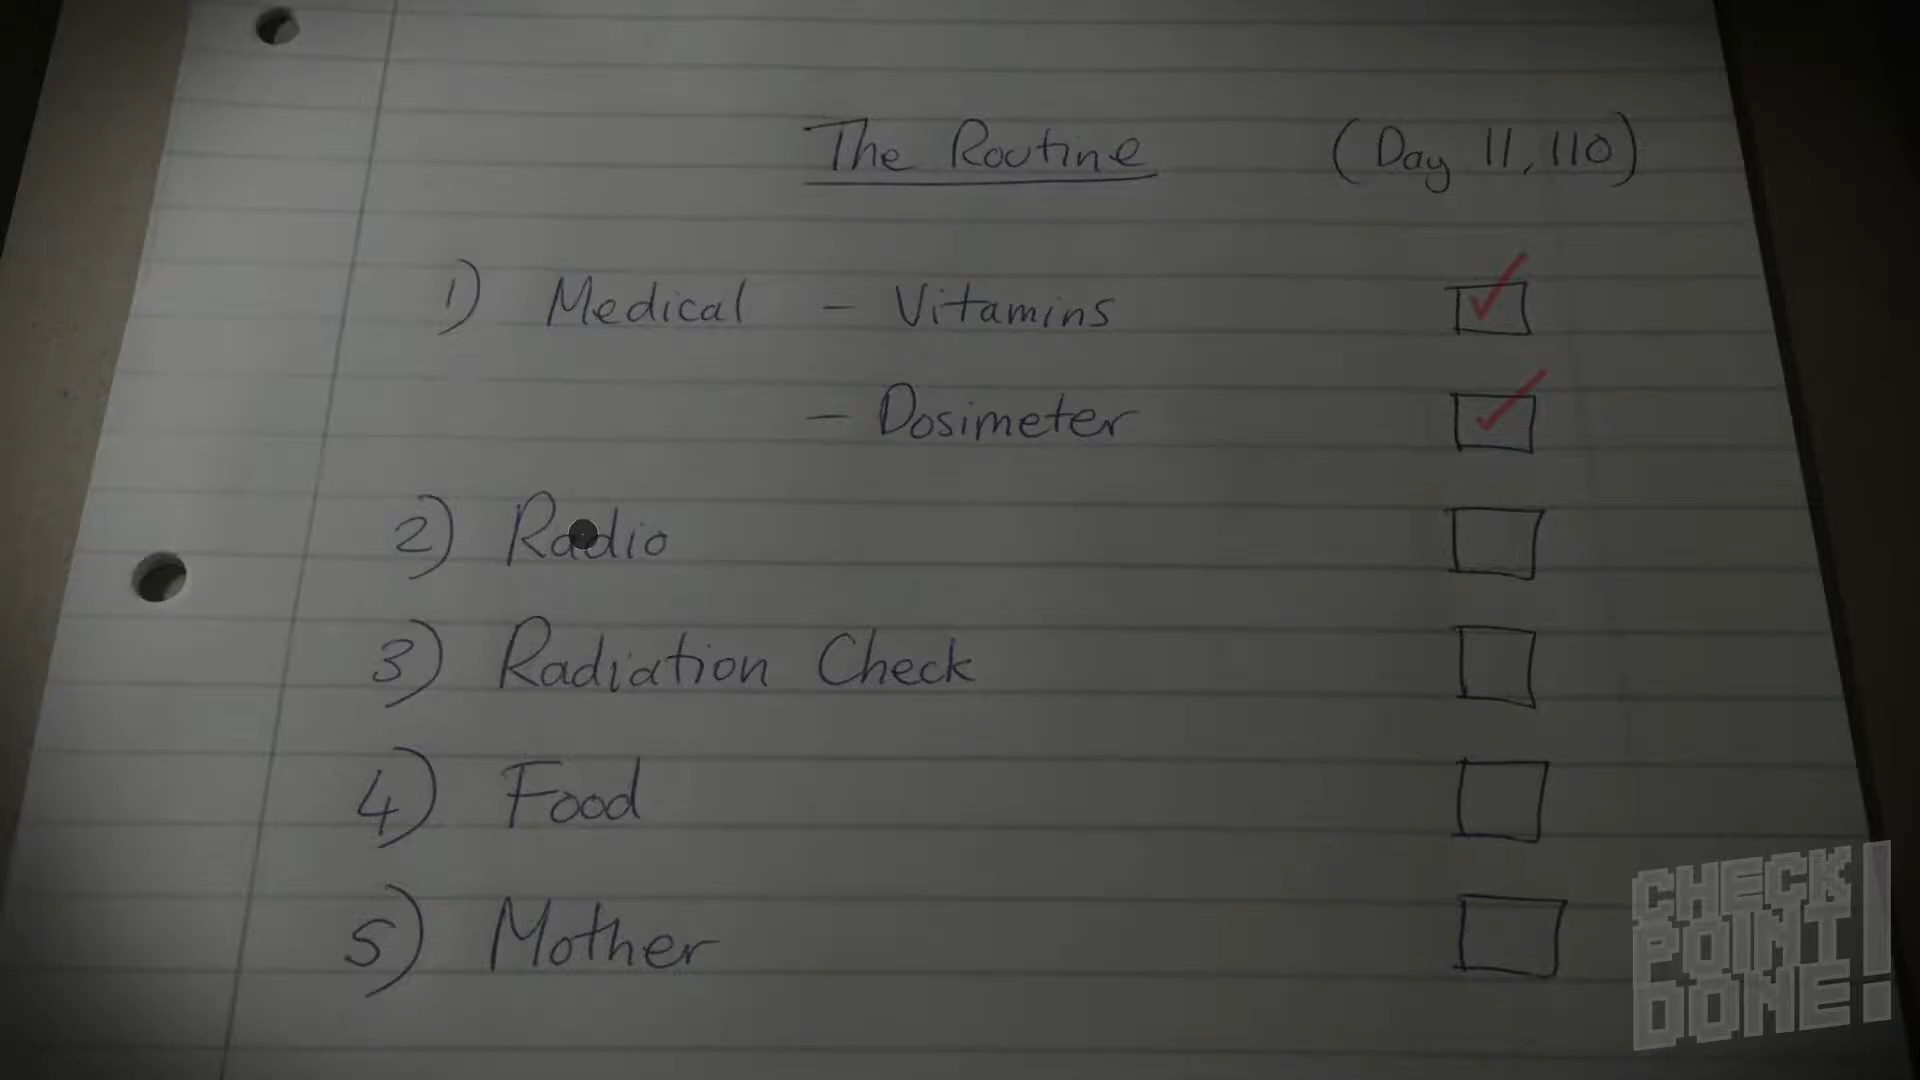 The Routine (Day 11,110)
1) Medical - Vitamins
- Dosimeter
2) Radio
3) Radiation Check
4) Food
5) Mother
CHECK
POINT
DONE!